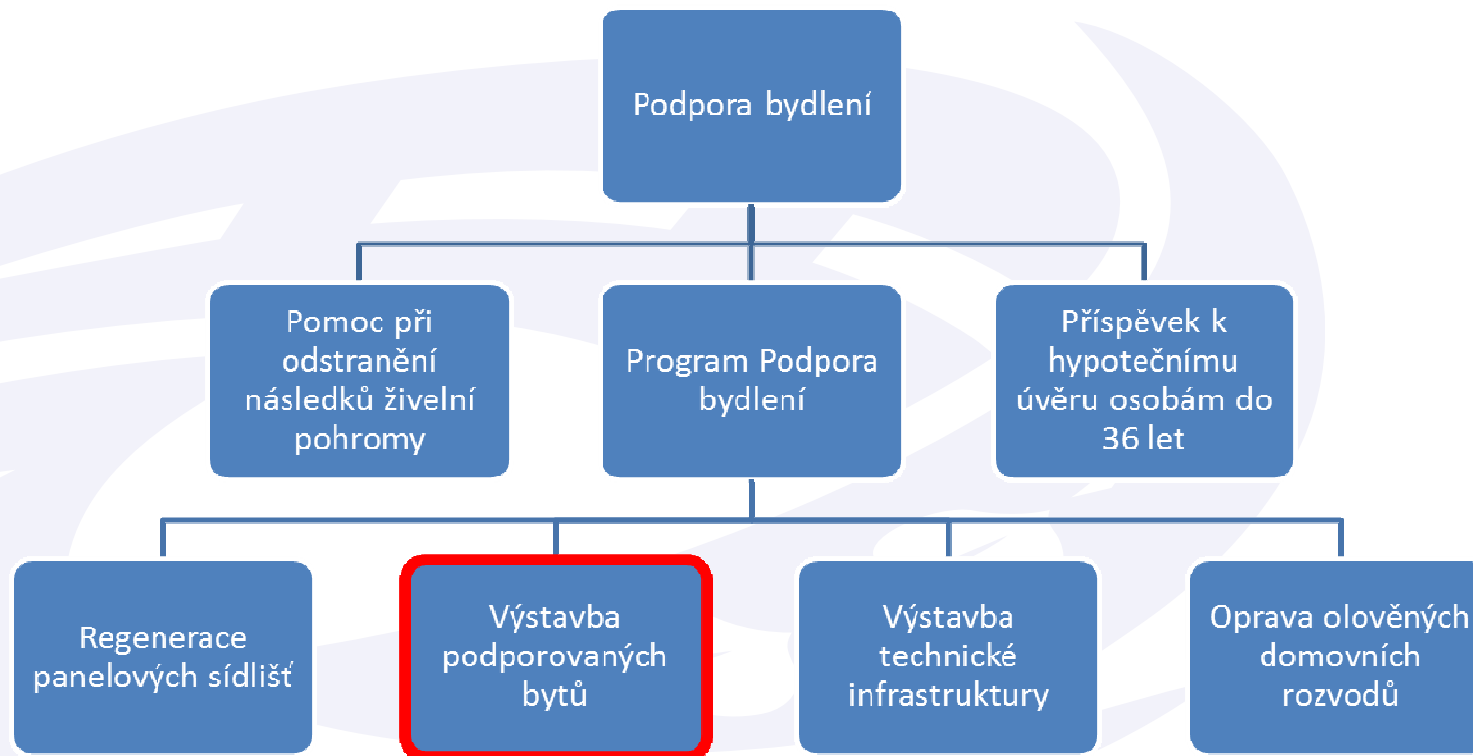 Podpora bydlení
Pomoc při
odstranění
následků živelní
pohromy
Program Podpora
bydlení
Příspěvek k
hypotečnímu
úvěru osobám do
36 let
Regenerace
panelových sídlišť
Výstavba
podporovaných
bytů
Výstavba
technické
infrastruktury
Oprava olověných
domovních
rozvodů